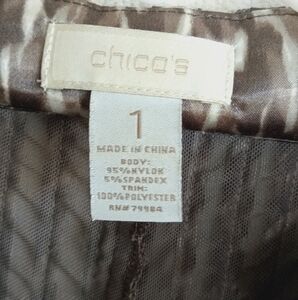 chico's
1
MADE IN CHINA
BODY:
95%NYLON
5%SPANDEX
TRIM:
100%POLYESTER
RN# 79984